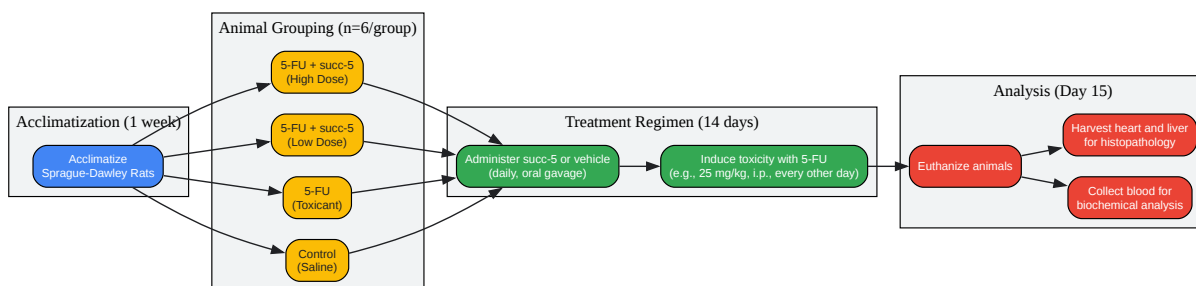 Acclimatization (1 week)
Acclimatize
Sprague-Dawley Rats
Animal Grouping (n=6/group)
5-FU + succ-5
(High Dose)
5-FU + succ-5
(Low Dose)
5-FU
(Toxicant)
Control
(Saline)
Treatment Regimen (14 days)
Administer succ-5 or vehicle
(daily, oral gavage)
Induce toxicity with 5-FU
(e.g., 25 mg/kg, i.p., every other day)
Analysis (Day 15)
Euthanize animals
Harvest heart and liver
for histopathology
Collect blood for
biochemical analysis